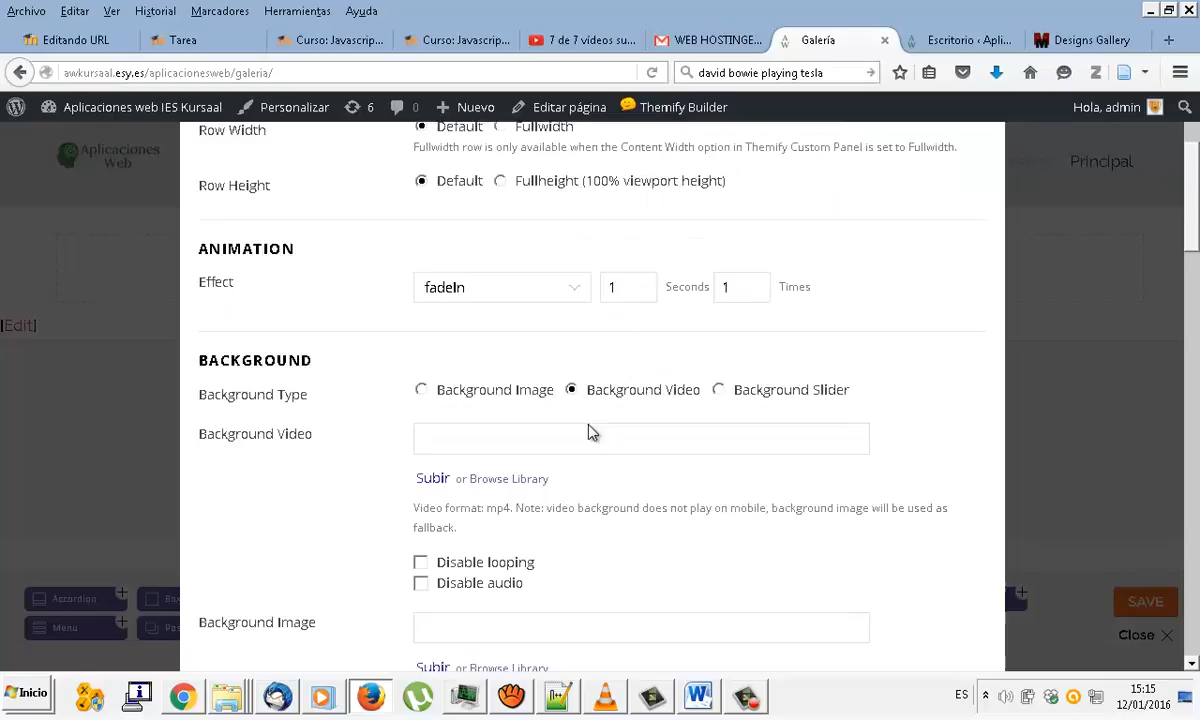 Archivo Editar Ver Historial Marcadores Herramientas Ayuda
Editando URL Tarea Curso: Javascrip... Curso: Javascrip... 7 de 7 vídeos su... WEB HOSTINGE... Galería Escritorio ‹ Apli... Designs Gallery
awkursaal.esy.es/aplicacionesweb/galeria/ david bowie playing tesla
Aplicaciones web IES Kursaal Personalizar 6 0 Nuevo Editar página Themify Builder Hola, admin
Row Width Default Fullwidth
Aplicaciones Web
Fullwidth row is only available when the Content Width option in Themify Custom Panel is set to Fullwidth.
Principal
Row Height Default Fullheight (100% viewport height)
ANIMATION
Effect fadeIn 1 Seconds 1 Times
[Edit]
BACKGROUND
Background Type Background Image Background Video Background Slider
Background Video
Subir or Browse Library
Video format: mp4. Note: video background does not play on mobile, background image will be used as
fallback.
Disable looping
Disable audio
Accordion SAVE
Background Image
Menu Close
Subir or Browse Library
Inicio ES 15:15
12/01/2016